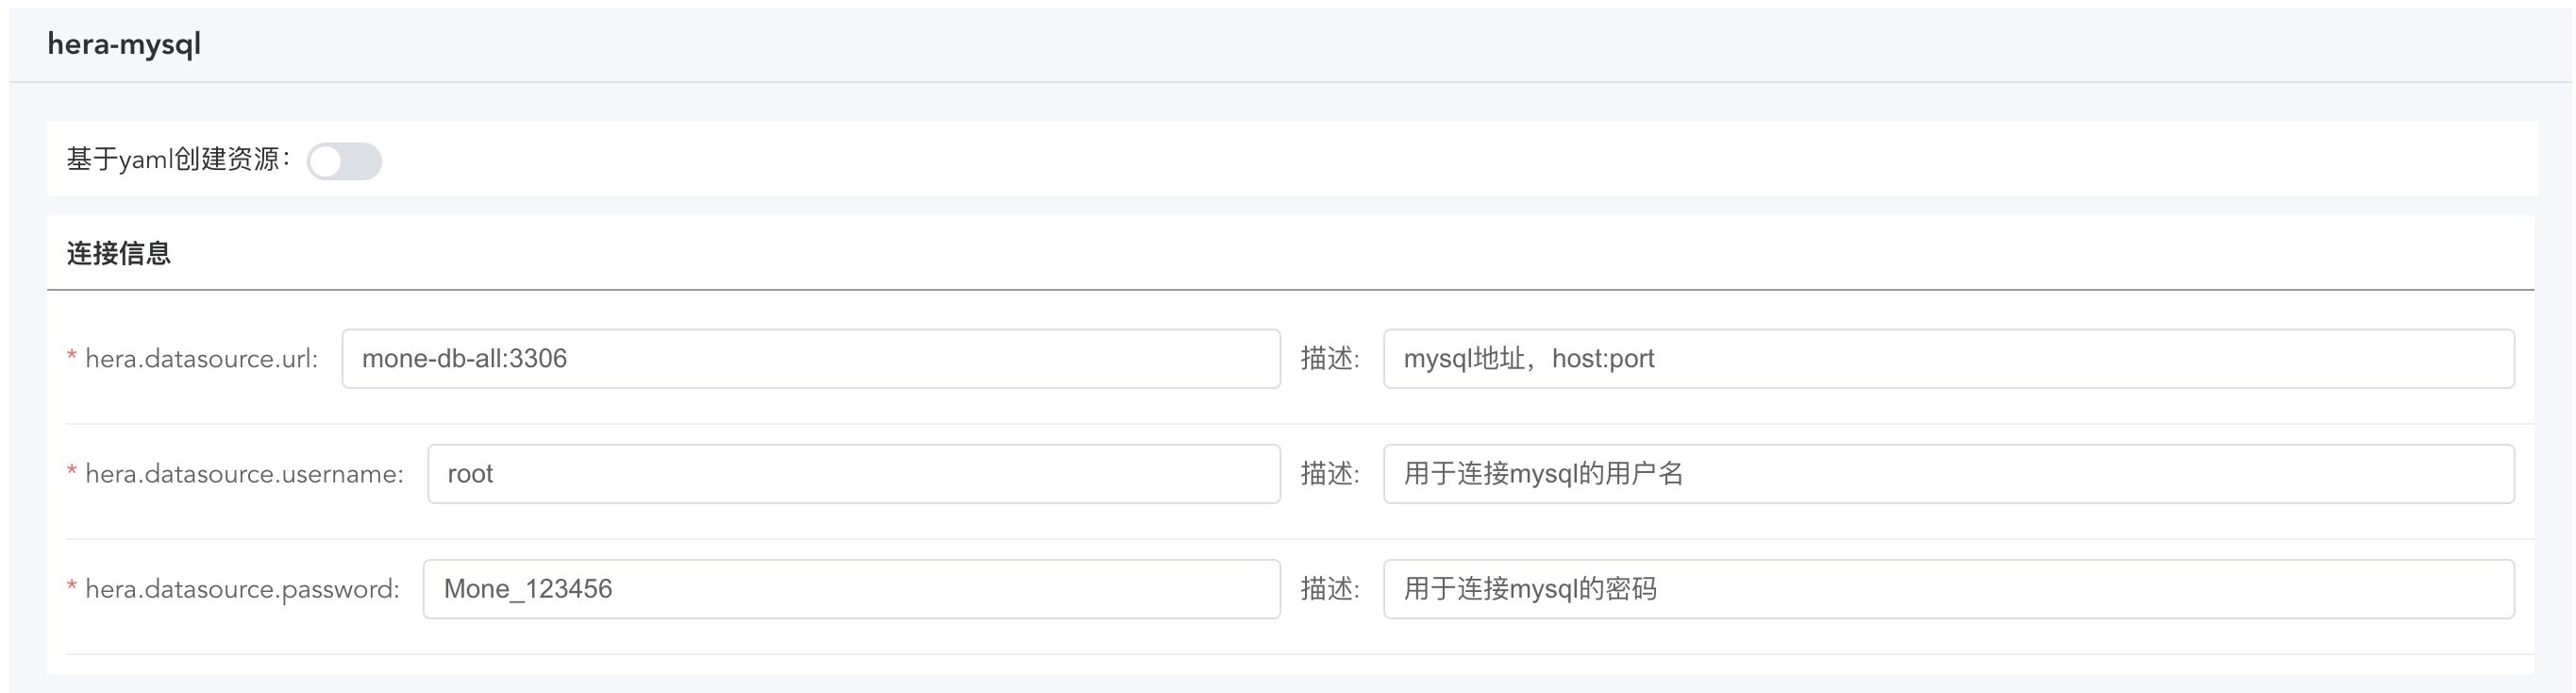 hera-mysql
基于yaml创建资源：
连接信息
* hera.datasource.url: mone-db-all:3306 描述: mysql地址，host:port
* hera.datasource.username: root 描述: 用于连接mysql的用户名
* hera.datasource.password: Mone_123456 描述: 用于连接mysql的密码